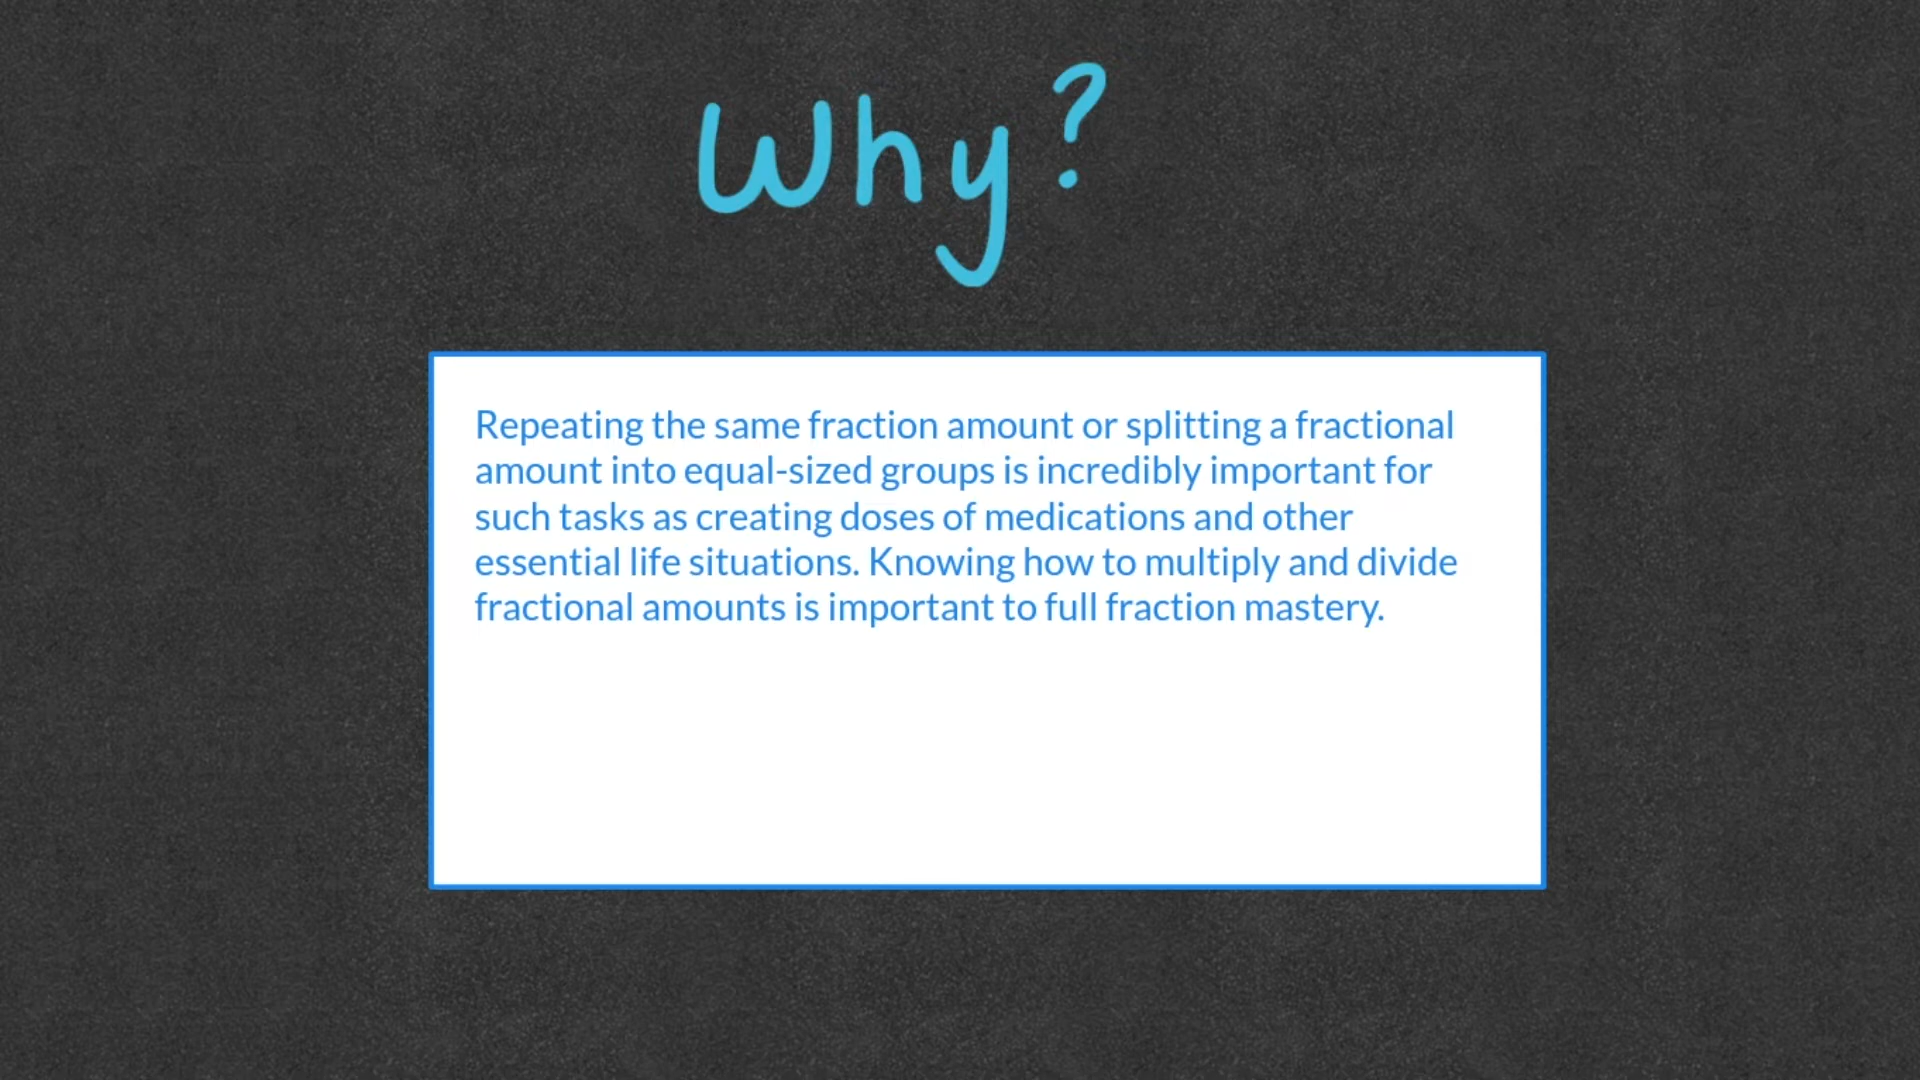 Why?
Repeating the same fraction amount or splitting a fractional
amount into equal-sized groups is incredibly important for
such tasks as creating doses of medications and other
essential life situations. Knowing how to multiply and divide
fractional amounts is important to full fraction mastery.